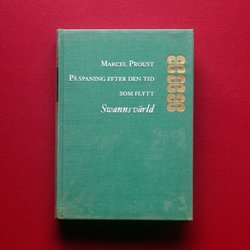 MARCEL PROUST
PÅ SPANING EFTER DEN TID
SOM FLYTT
Swanns värld